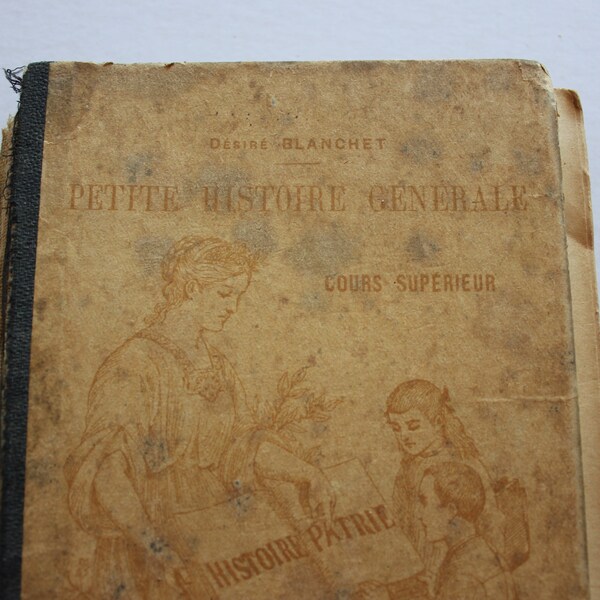 DÉSIRÉ BLANCHET
PETITE HISTOIRE GÉNÉRALE
COURS SUPÉRIEUR
HISTOIRE PATRIE